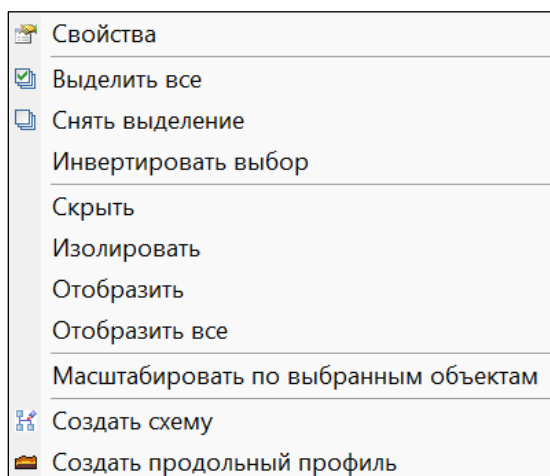 Свойства
Выделить все
Снять выделение
Инвертировать выбор
Скрыть
Изолировать
Отобразить
Отобразить все
Масштабировать по выбранным объектам
Создать схему
Создать продольный профиль